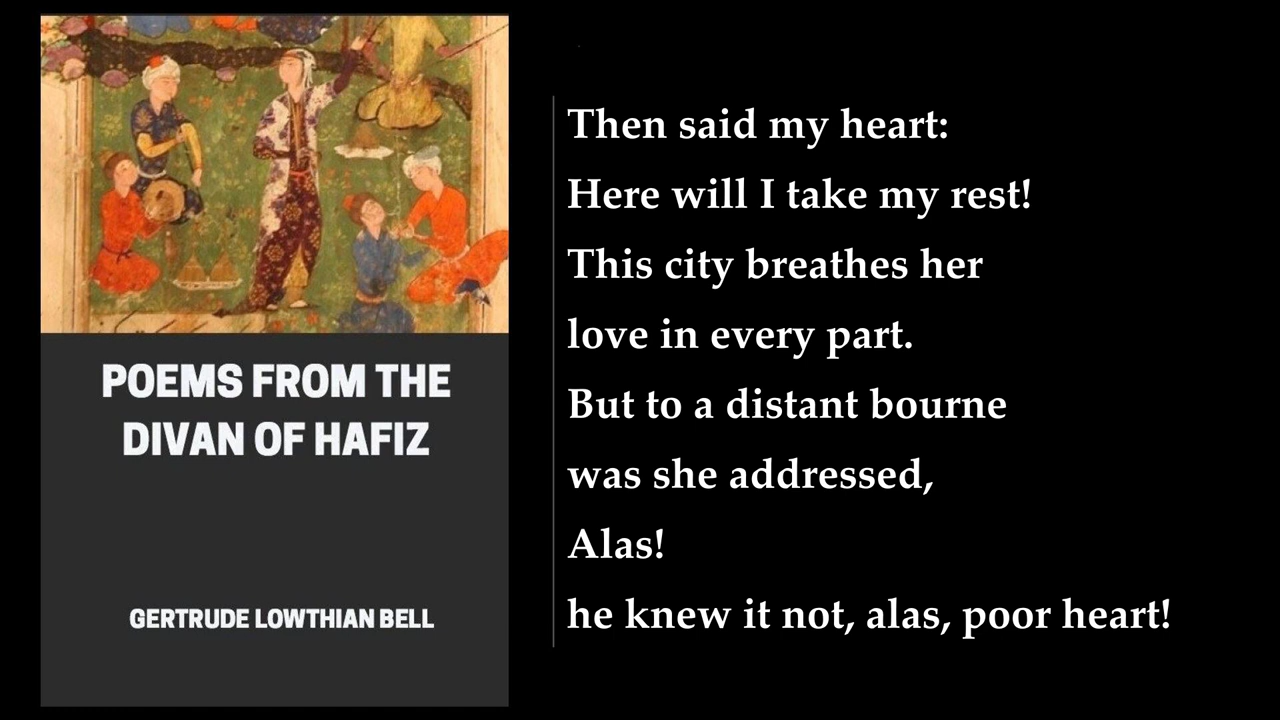 POEMS FROM THE
DIVAN OF HAFIZ
GERTRUDE LOWTHIAN BELL
Then said my heart:
Here will I take my rest!
This city breathes her
love in every part.
But to a distant bourne
was she addressed,
Alas!
he knew it not, alas, poor heart!